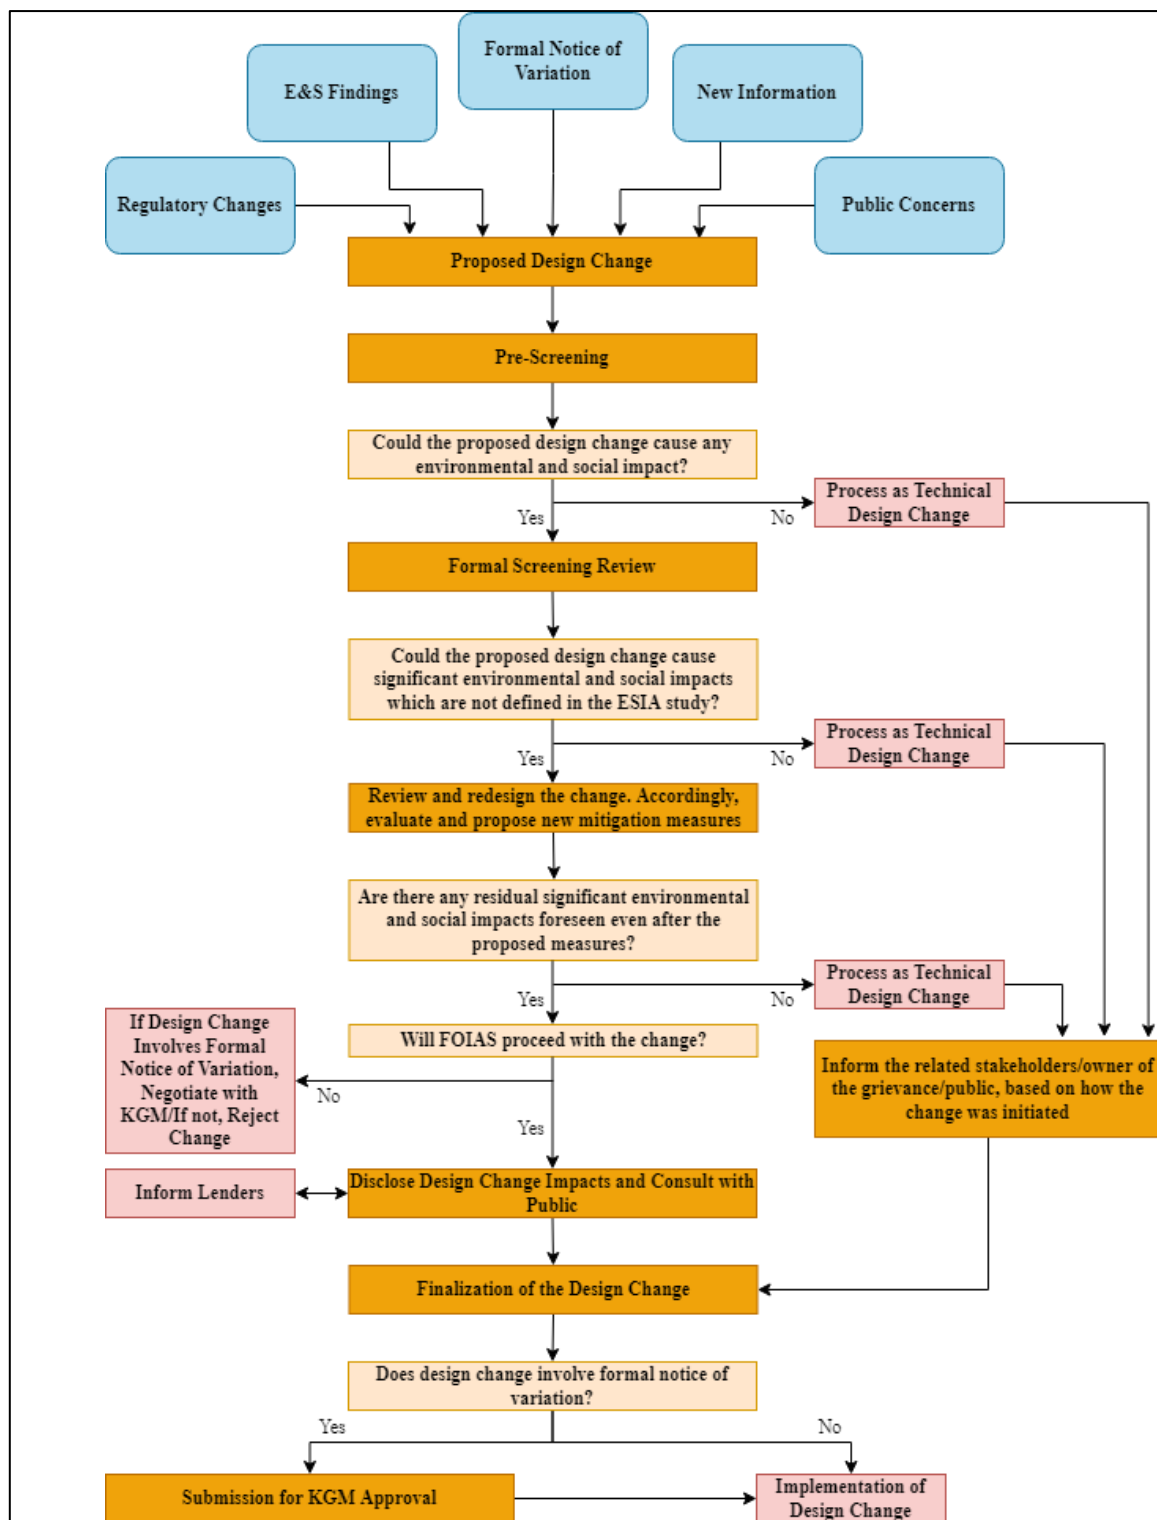 Formal Notice of
Variation
E&S Findings
New Information
Regulatory Changes
Public Concerns
Proposed Design Change
Pre-Screening
Could the proposed design change cause any
environmental and social impact?
Process as Technical
Design Change
Yes
No
Formal Screening Review
Could the proposed design change cause
significant environmental and social impacts
which are not defined in the ESIA study?
Process as Technical
Design Change
Yes
No
Review and redesign the change. Accordingly,
evaluate and propose new mitigation measures
Are there any residual significant environmental
and social impacts foreseen even after the
proposed measures?
Process as Technical
Design Change
Yes
No
If Design Change
Involves Formal
Notice of Variation,
Negotiate with
KGM/If not, Reject
Change
Will FOIAS proceed with the change?
Inform the related stakeholders/owner of
the grievance/public, based on how the
change was initiated
No
Yes
Inform Lenders
Disclose Design Change Impacts and Consult with
Public
Finalization of the Design Change
Does design change involve formal notice of
variation?
Yes
No
Submission for KGM Approval
Implementation of
Design Change